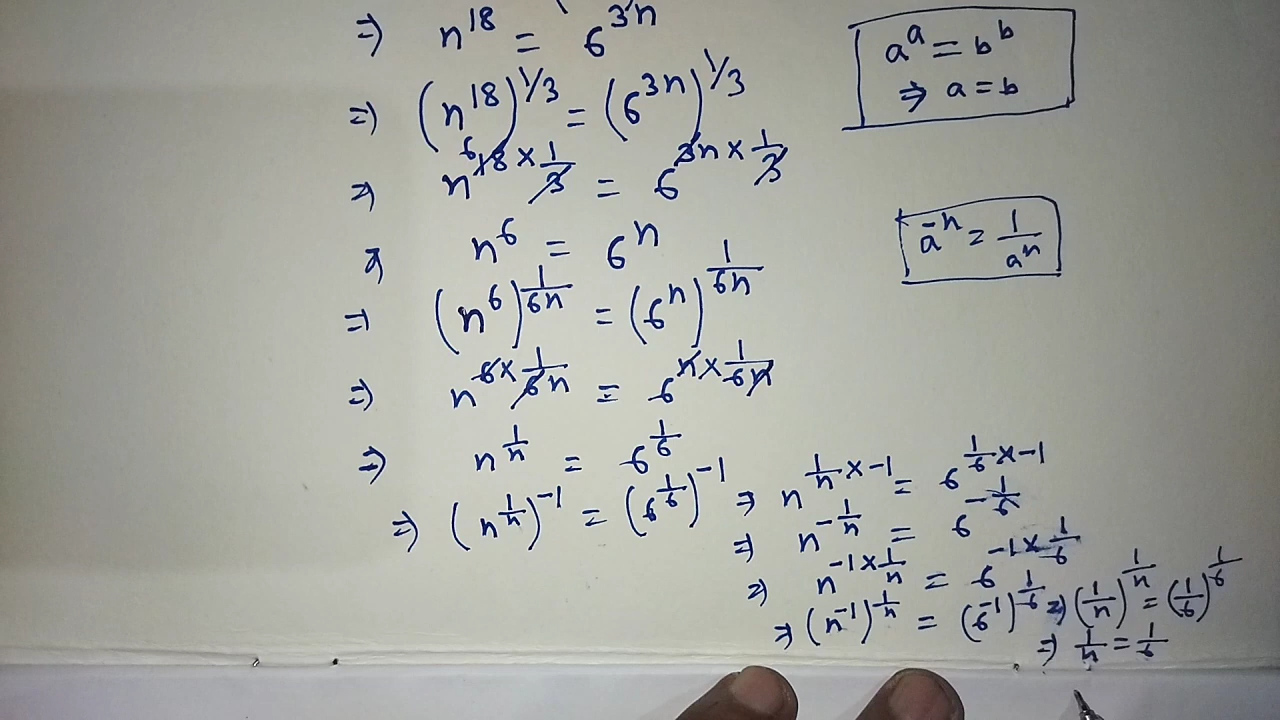 ⇒ n^18 = 6^3n
⇒ (n^18)^1/3 = (6^3n)^1/3
⇒ n^18×1/3 = 6^3n×1/3
6
⇒ n^6 = 6^n
⇒ (n^6)^1/6n = (6^n)^1/6n
⇒ n^6×1/6n = 6^n×1/6n
⇒ n^1/n = 6^1/6
⇒ (n^1/n)^-1 = (6^1/6)^-1 ⇒ n^1/n×-1 = 6^1/6×-1
⇒ n^-1/n = 6^-1/6
⇒ n^-1×1/n = 6^-1×1/6
⇒ (n^-1)^1/n = (6^-1)^1/6 ⇒ (1/n)^1/n = (1/6)^1/6
⇒ 1/n = 1/6
a^a = b^b
⇒ a = b
a^-n = 1/a^n